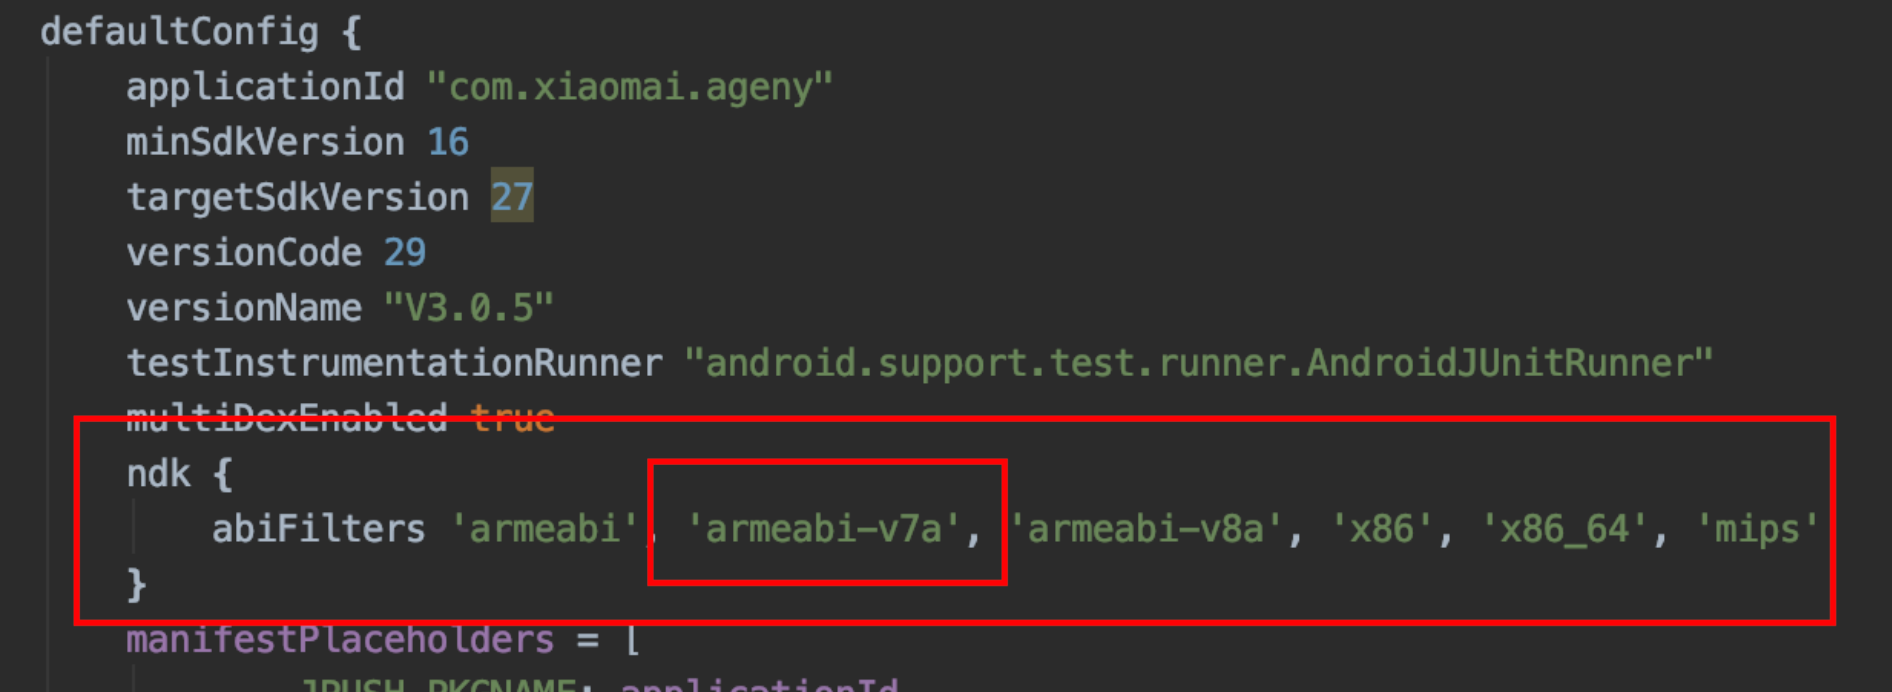 defaultConfig {
applicationId "com.xiaomai.ageny"
minSdkVersion 16
targetSdkVersion 27
versionCode 29
versionName "V3.0.5"
testInstrumentationRunner "android.support.test.runner.AndroidJUnitRunner"
multiDexEnabled true
ndk {
abiFilters 'armeabi', 'armeabi-v7a', 'armeabi-v8a', 'x86', 'x86_64', 'mips'
}
manifestPlaceholders = [
JPUSH_PKGNAME: applicationId